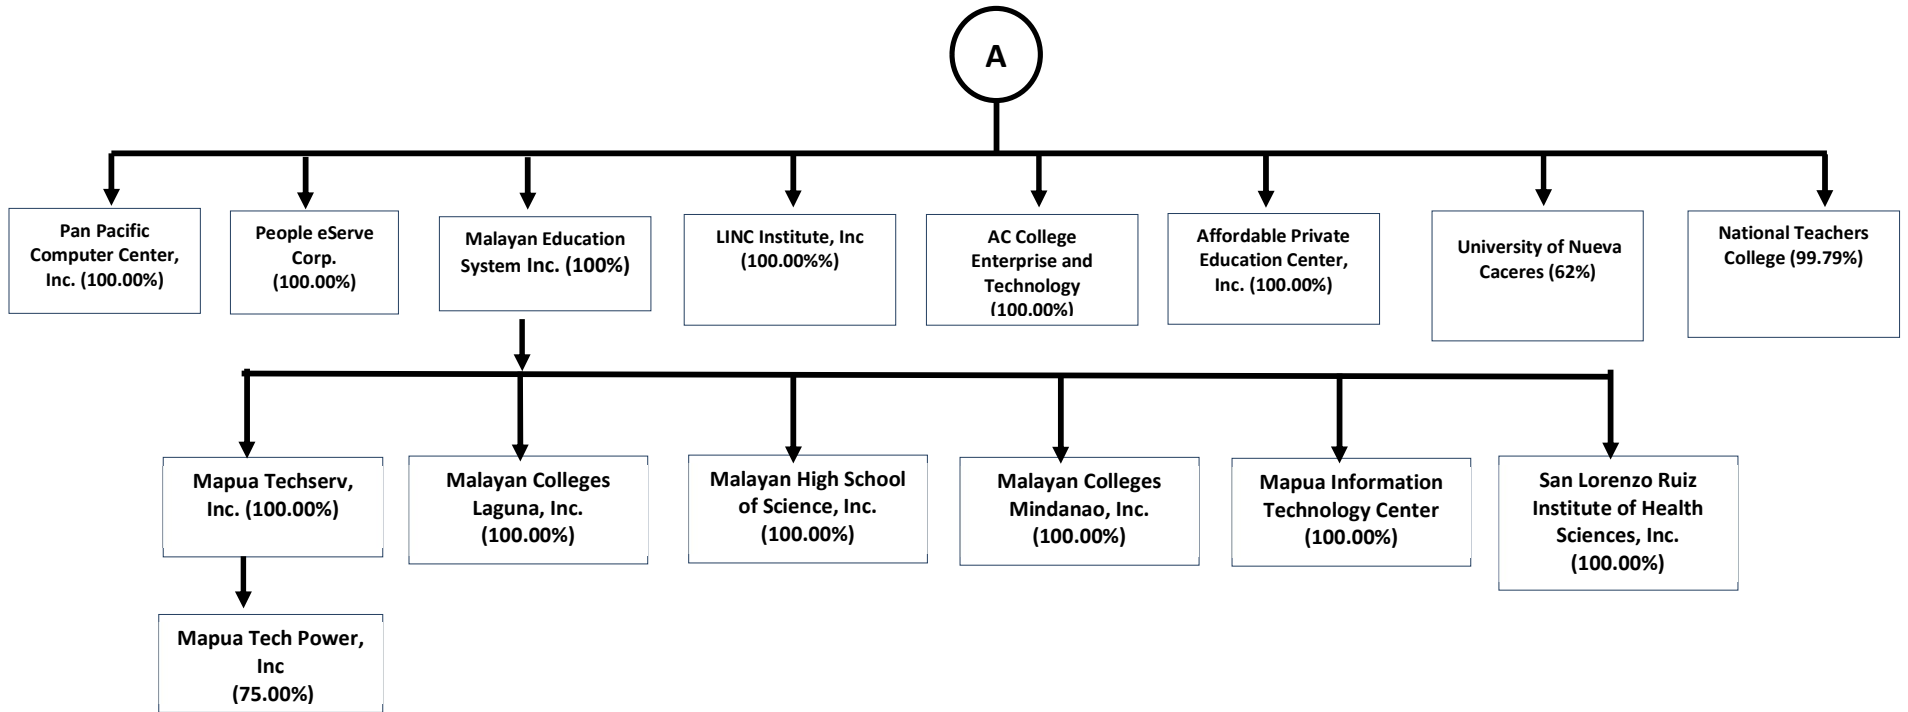 A
Pan Pacific
Computer Center,
Inc. (100.00%)
People eServe
Corp.
(100.00%)
Malayan Education
System Inc. (100%)
LINC Institute, Inc
(100.00%%)
AC College
Enterprise and
Technology
(100.00%)
Affordable Private
Education Center,
Inc. (100.00%)
University of Nueva
Caceres (62%)
National Teachers
College (99.79%)
Mapua Techserv,
Inc. (100.00%)
Malayan Colleges
Laguna, Inc.
(100.00%)
Malayan High School
of Science, Inc.
(100.00%)
Malayan Colleges
Mindanao, Inc.
(100.00%)
Mapua Information
Technology Center
(100.00%)
San Lorenzo Ruiz
Institute of Health
Sciences, Inc.
(100.00%)
Mapua Tech Power,
Inc
(75.00%)